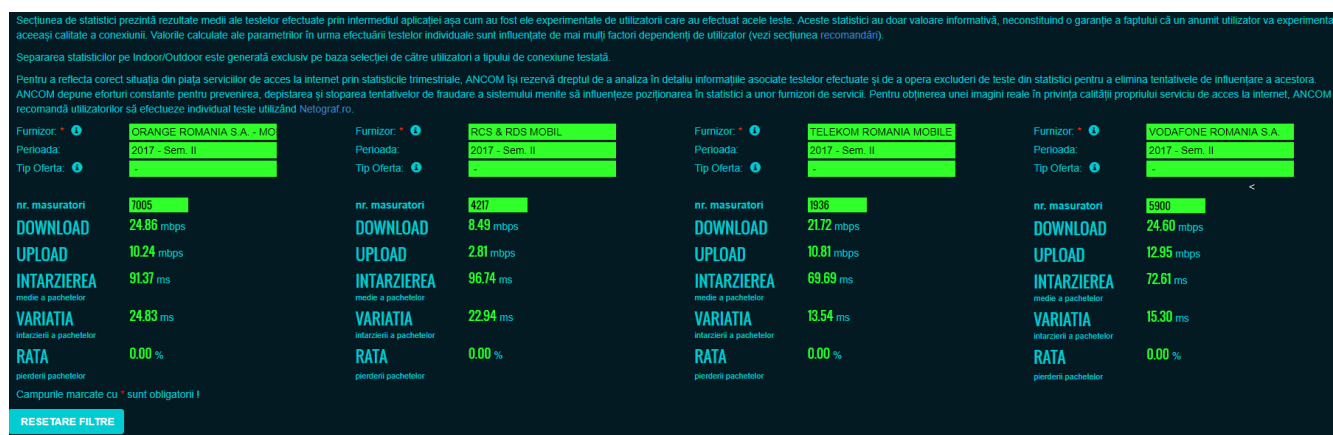 Secțiunea de statistici prezintă rezultate medii ale testelor efectuate prin intermediul aplicației așa cum au fost ele experimentate de utilizatorii care au efectuat acele teste. Aceste statistici au doar valoare informativă, neconstituind o garanție a faptului că un anumit utilizator va experimenta
aceeași calitate a conexiunii. Valorile calculate ale parametrilor în urma efectuării testelor individuale sunt influențate de mai mulți factori dependenți de utilizator (vezi secțiunea recomandări).
Separarea statisticilor pe Indoor/Outdoor este generată exclusiv pe baza selecției de către utilizatori a tipului de conexiune testată.
Pentru a reflecta corect situația din piața serviciilor de acces la internet prin statisticile trimestriale, ANCOM își rezervă dreptul de a analiza în detaliu informațiile asociate testelor efectuate și de a opera excluderi de teste din statistici pentru a elimina tentativele de influențare a acestora.
ANCOM depune eforturi constante pentru prevenirea, depistarea și stoparea tentativelor de fraudare a sistemului menite să influențeze poziționarea în statistici a unor furnizori de servicii. Pentru obținerea unei imagini reale în privința calității propriului serviciu de acces la internet, ANCOM
recomandă utilizatorilor să efectueze individual teste utilizând Netograf.ro.
Furnizor: * ORANGE ROMANIA S.A. - MO Furnizor: * RCS & RDS MOBIL Furnizor: * TELEKOM ROMANIA MOBILE Furnizor: * VODAFONE ROMANIA S.A.
Perioada: 2017 - Sem. II Perioada: 2017 - Sem. II Perioada: 2017 - Sem. II Perioada: 2017 - Sem. II
Tip Oferta: - Tip Oferta: - Tip Oferta: - Tip Oferta: -
<
nr. masuratori 7005 nr. masuratori 4217 nr. masuratori 1936 nr. masuratori 5900
DOWNLOAD 24.86 mbps DOWNLOAD 8.49 mbps DOWNLOAD 21.72 mbps DOWNLOAD 24.60 mbps
UPLOAD 10.24 mbps UPLOAD 2.81 mbps UPLOAD 10.81 mbps UPLOAD 12.95 mbps
INTARZIEREA 91.37 ms INTARZIEREA 96.74 ms INTARZIEREA 69.69 ms INTARZIEREA 72.61 ms
medie a pachetelor medie a pachetelor medie a pachetelor medie a pachetelor
VARIATIA 24.83 ms VARIATIA 22.94 ms VARIATIA 13.54 ms VARIATIA 15.30 ms
intarzierii a pachetelor intarzierii a pachetelor intarzierii a pachetelor intarzierii a pachetelor
RATA 0.00 % RATA 0.00 % RATA 0.00 % RATA 0.00 %
pierderii pachetelor pierderii pachetelor pierderii pachetelor pierderii pachetelor
Campurile marcate cu * sunt obligatorii !
RESETARE FILTRE